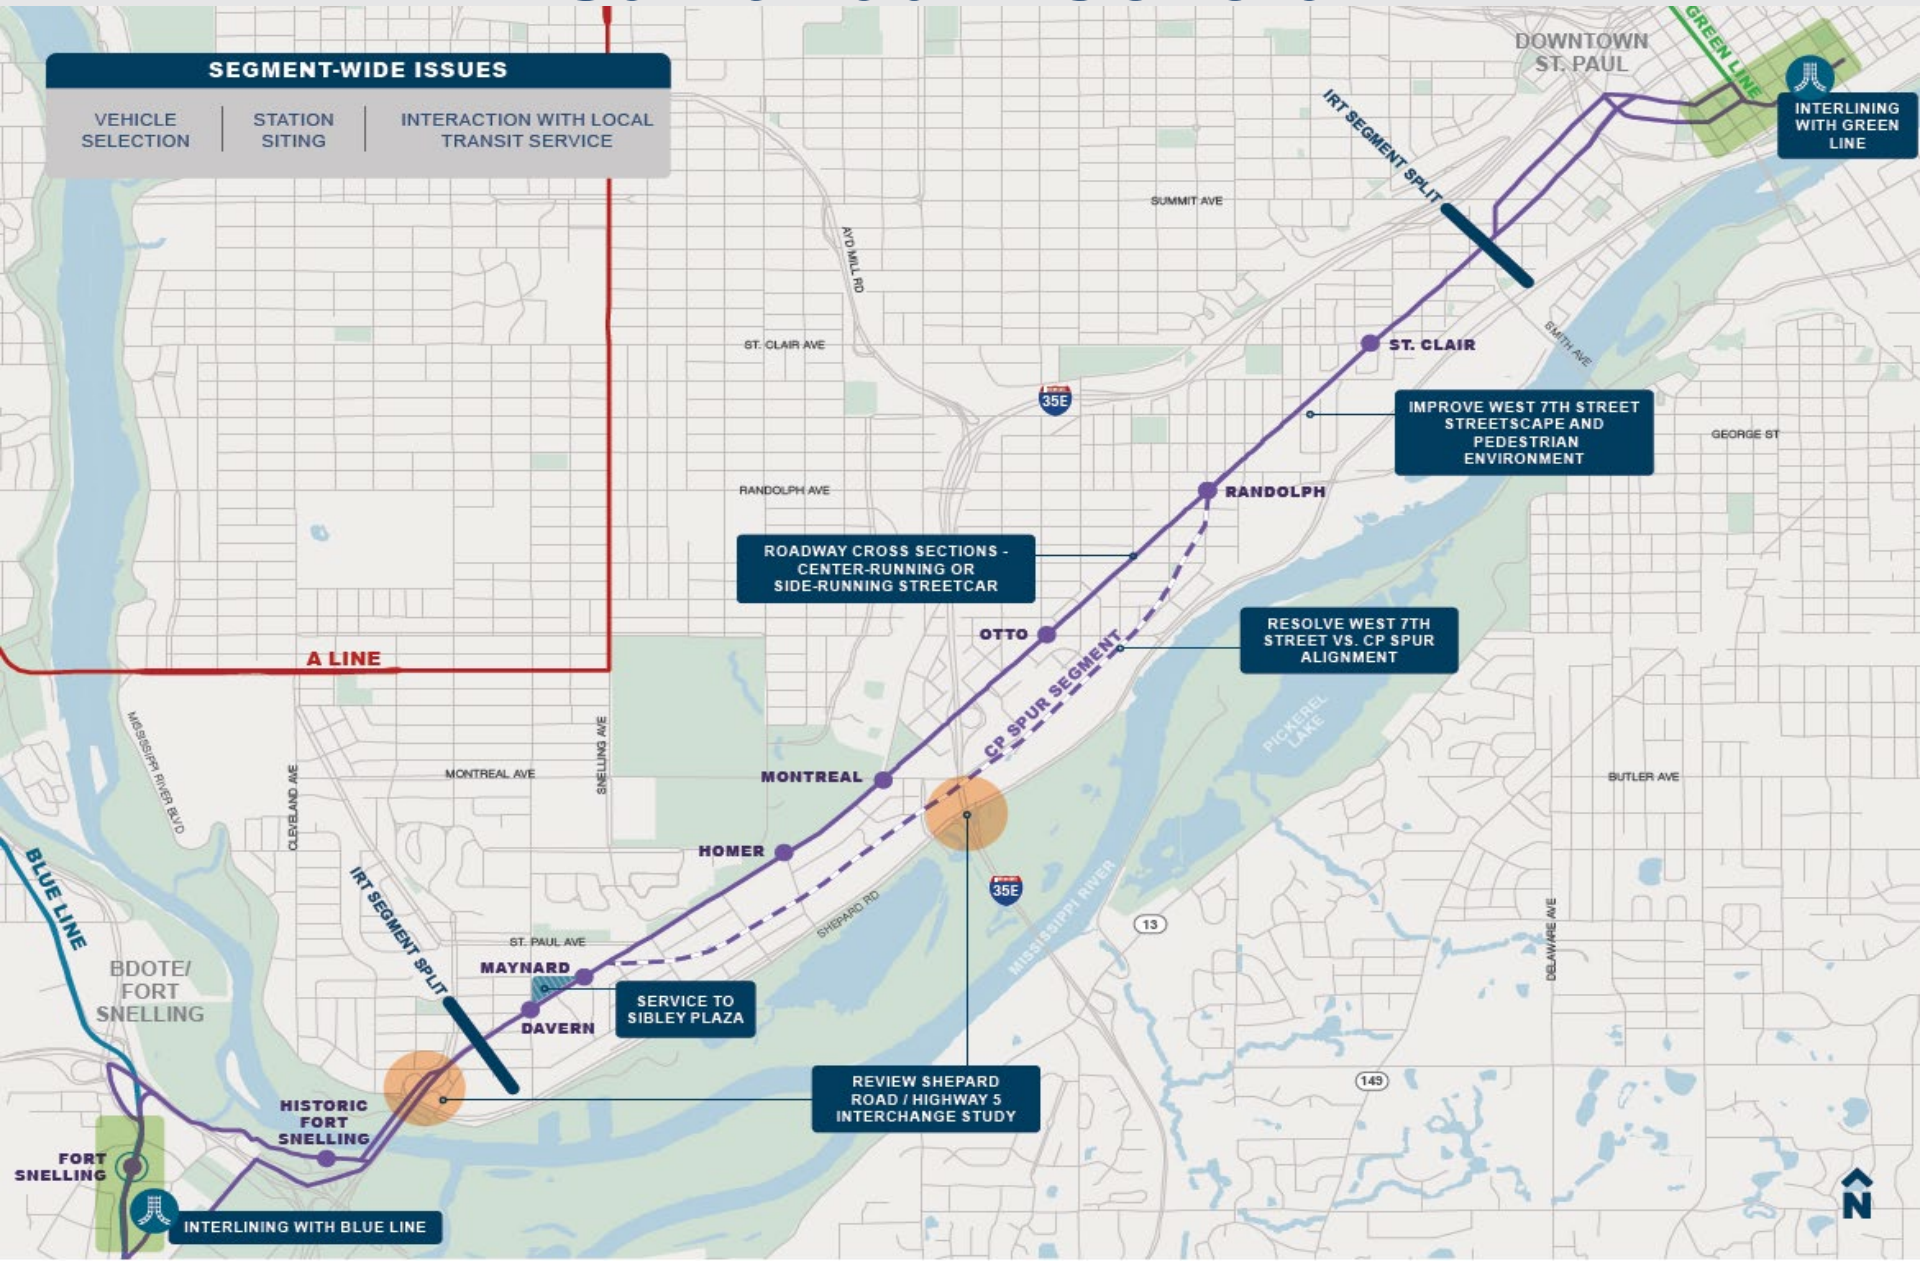 SEGMENT-WIDE ISSUES
VEHICLE
SELECTION
STATION
SITING
INTERACTION WITH LOCAL
TRANSIT SERVICE
DOWNTOWN
ST. PAUL
GREEN LINE
INTERLINING
WITH GREEN
LINE
IRT SEGMENT SPLIT
SUMMIT AVE
AYD MILL RD
ST. CLAIR AVE
ST. CLAIR
SMITH AVE
35E
IMPROVE WEST 7TH STREET
STREETSCAPE AND
PEDESTRIAN
ENVIRONMENT
GEORGE ST
RANDOLPH AVE
RANDOLPH
ROADWAY CROSS SECTIONS -
CENTER-RUNNING OR
SIDE-RUNNING STREETCAR
OTTO
RESOLVE WEST 7TH
STREET VS. CP SPUR
ALIGNMENT
A LINE
CP SPUR SEGMENT
PICKEREL
LAKE
MISSISSIPPI RIVER BLVD
CLEVELAND AVE
MONTREAL AVE
SNELLING AVE
MONTREAL
BUTLER AVE
HOMER
BLUE LINE
35E
SHEPARD RD
MISSISSIPPI RIVER
13
DELAWARE AVE
IRT SEGMENT SPLIT
ST. PAUL AVE
MAYNARD
BDOTE/
FORT
SNELLING
SERVICE TO
SIBLEY PLAZA
DAVERN
REVIEW SHEPARD
ROAD / HIGHWAY 5
INTERCHANGE STUDY
149
HISTORIC
FORT
SNELLING
FORT
SNELLING
INTERLINING WITH BLUE LINE
N